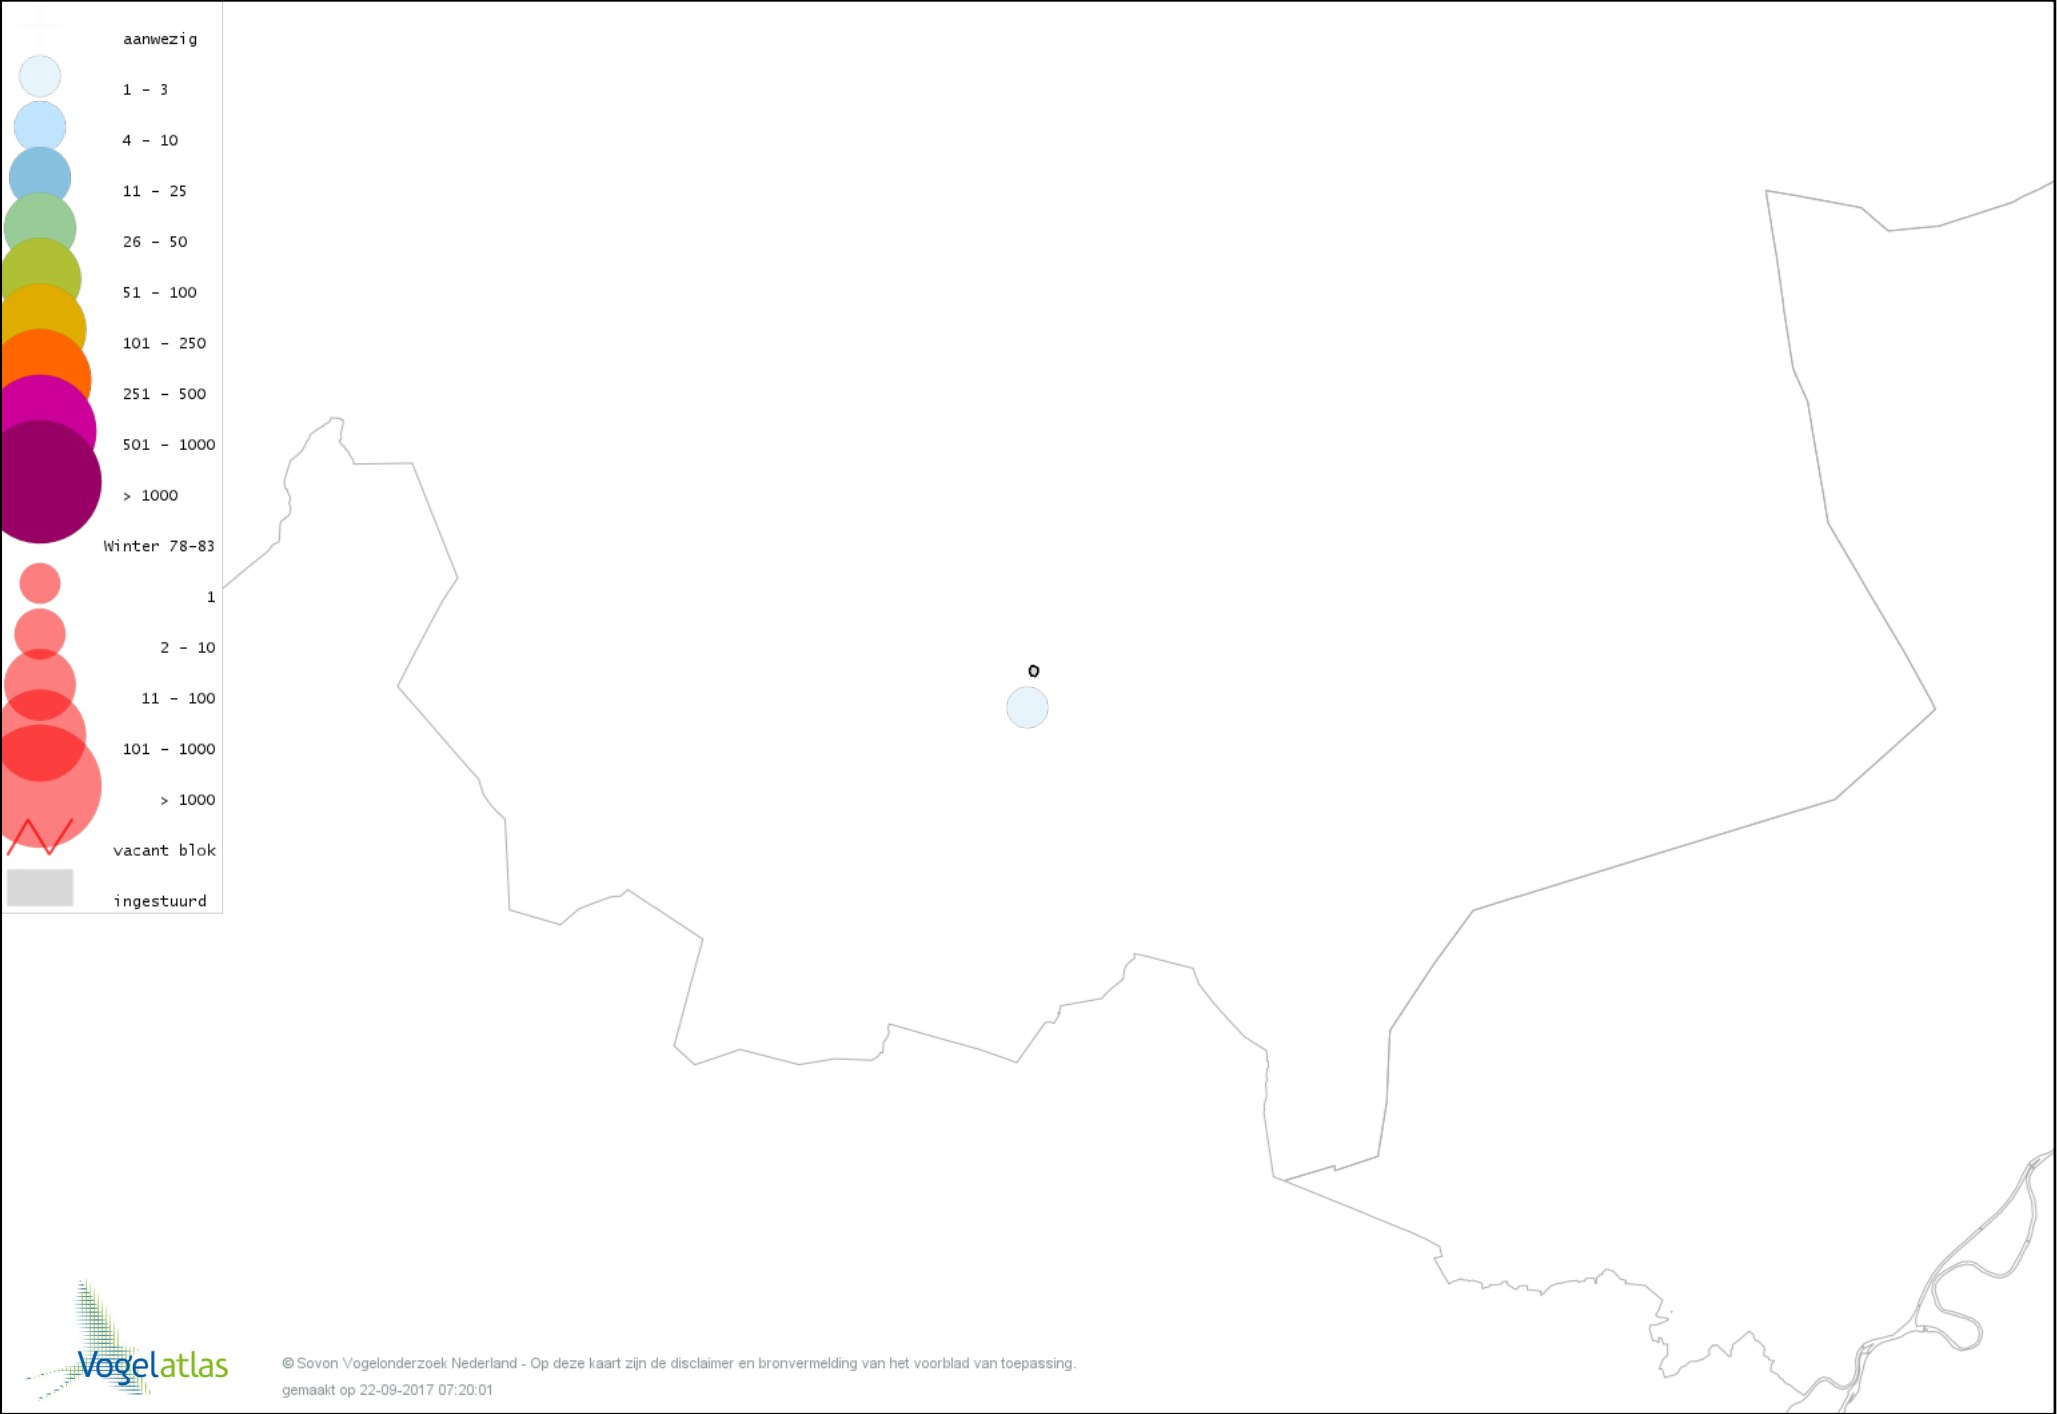 aanwezig
1 - 3
4 - 10
11 - 25
26 - 50
51 - 100
101 - 250
251 - 500
501 - 1000
> 1000
Winter 78-83
1
2 - 10
11 - 100
101 - 1000
> 1000
vacant blok
ingestuurd
Vogelatlas
© Sovon Vogelonderzoek Nederland - Op deze kaart zijn de disclaimer en bronvermelding van het voorblad van toepassing.
gemaakt op 22-09-2017 07:20:01